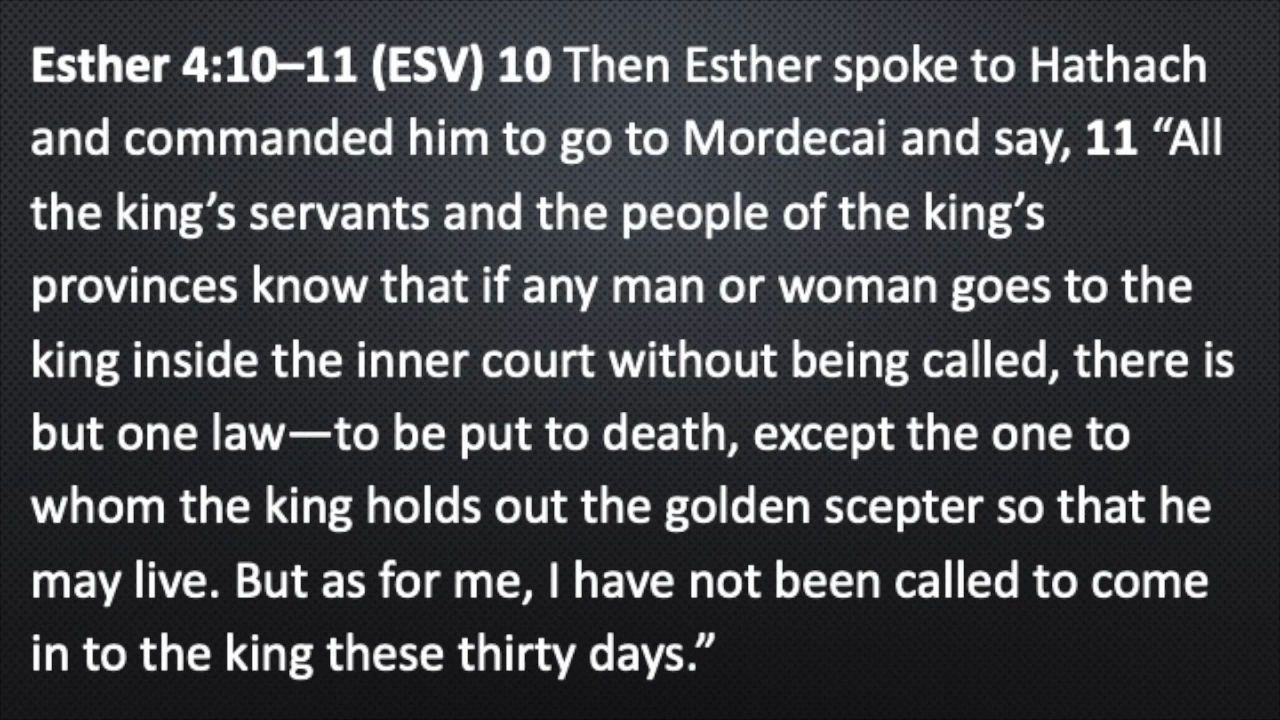 Esther 4:10–11 (ESV) 10 Then Esther spoke to Hathach
and commanded him to go to Mordecai and say, 11 “All
the king’s servants and the people of the king’s
provinces know that if any man or woman goes to the
king inside the inner court without being called, there is
but one law—to be put to death, except the one to
whom the king holds out the golden scepter so that he
may live. But as for me, I have not been called to come
in to the king these thirty days.”